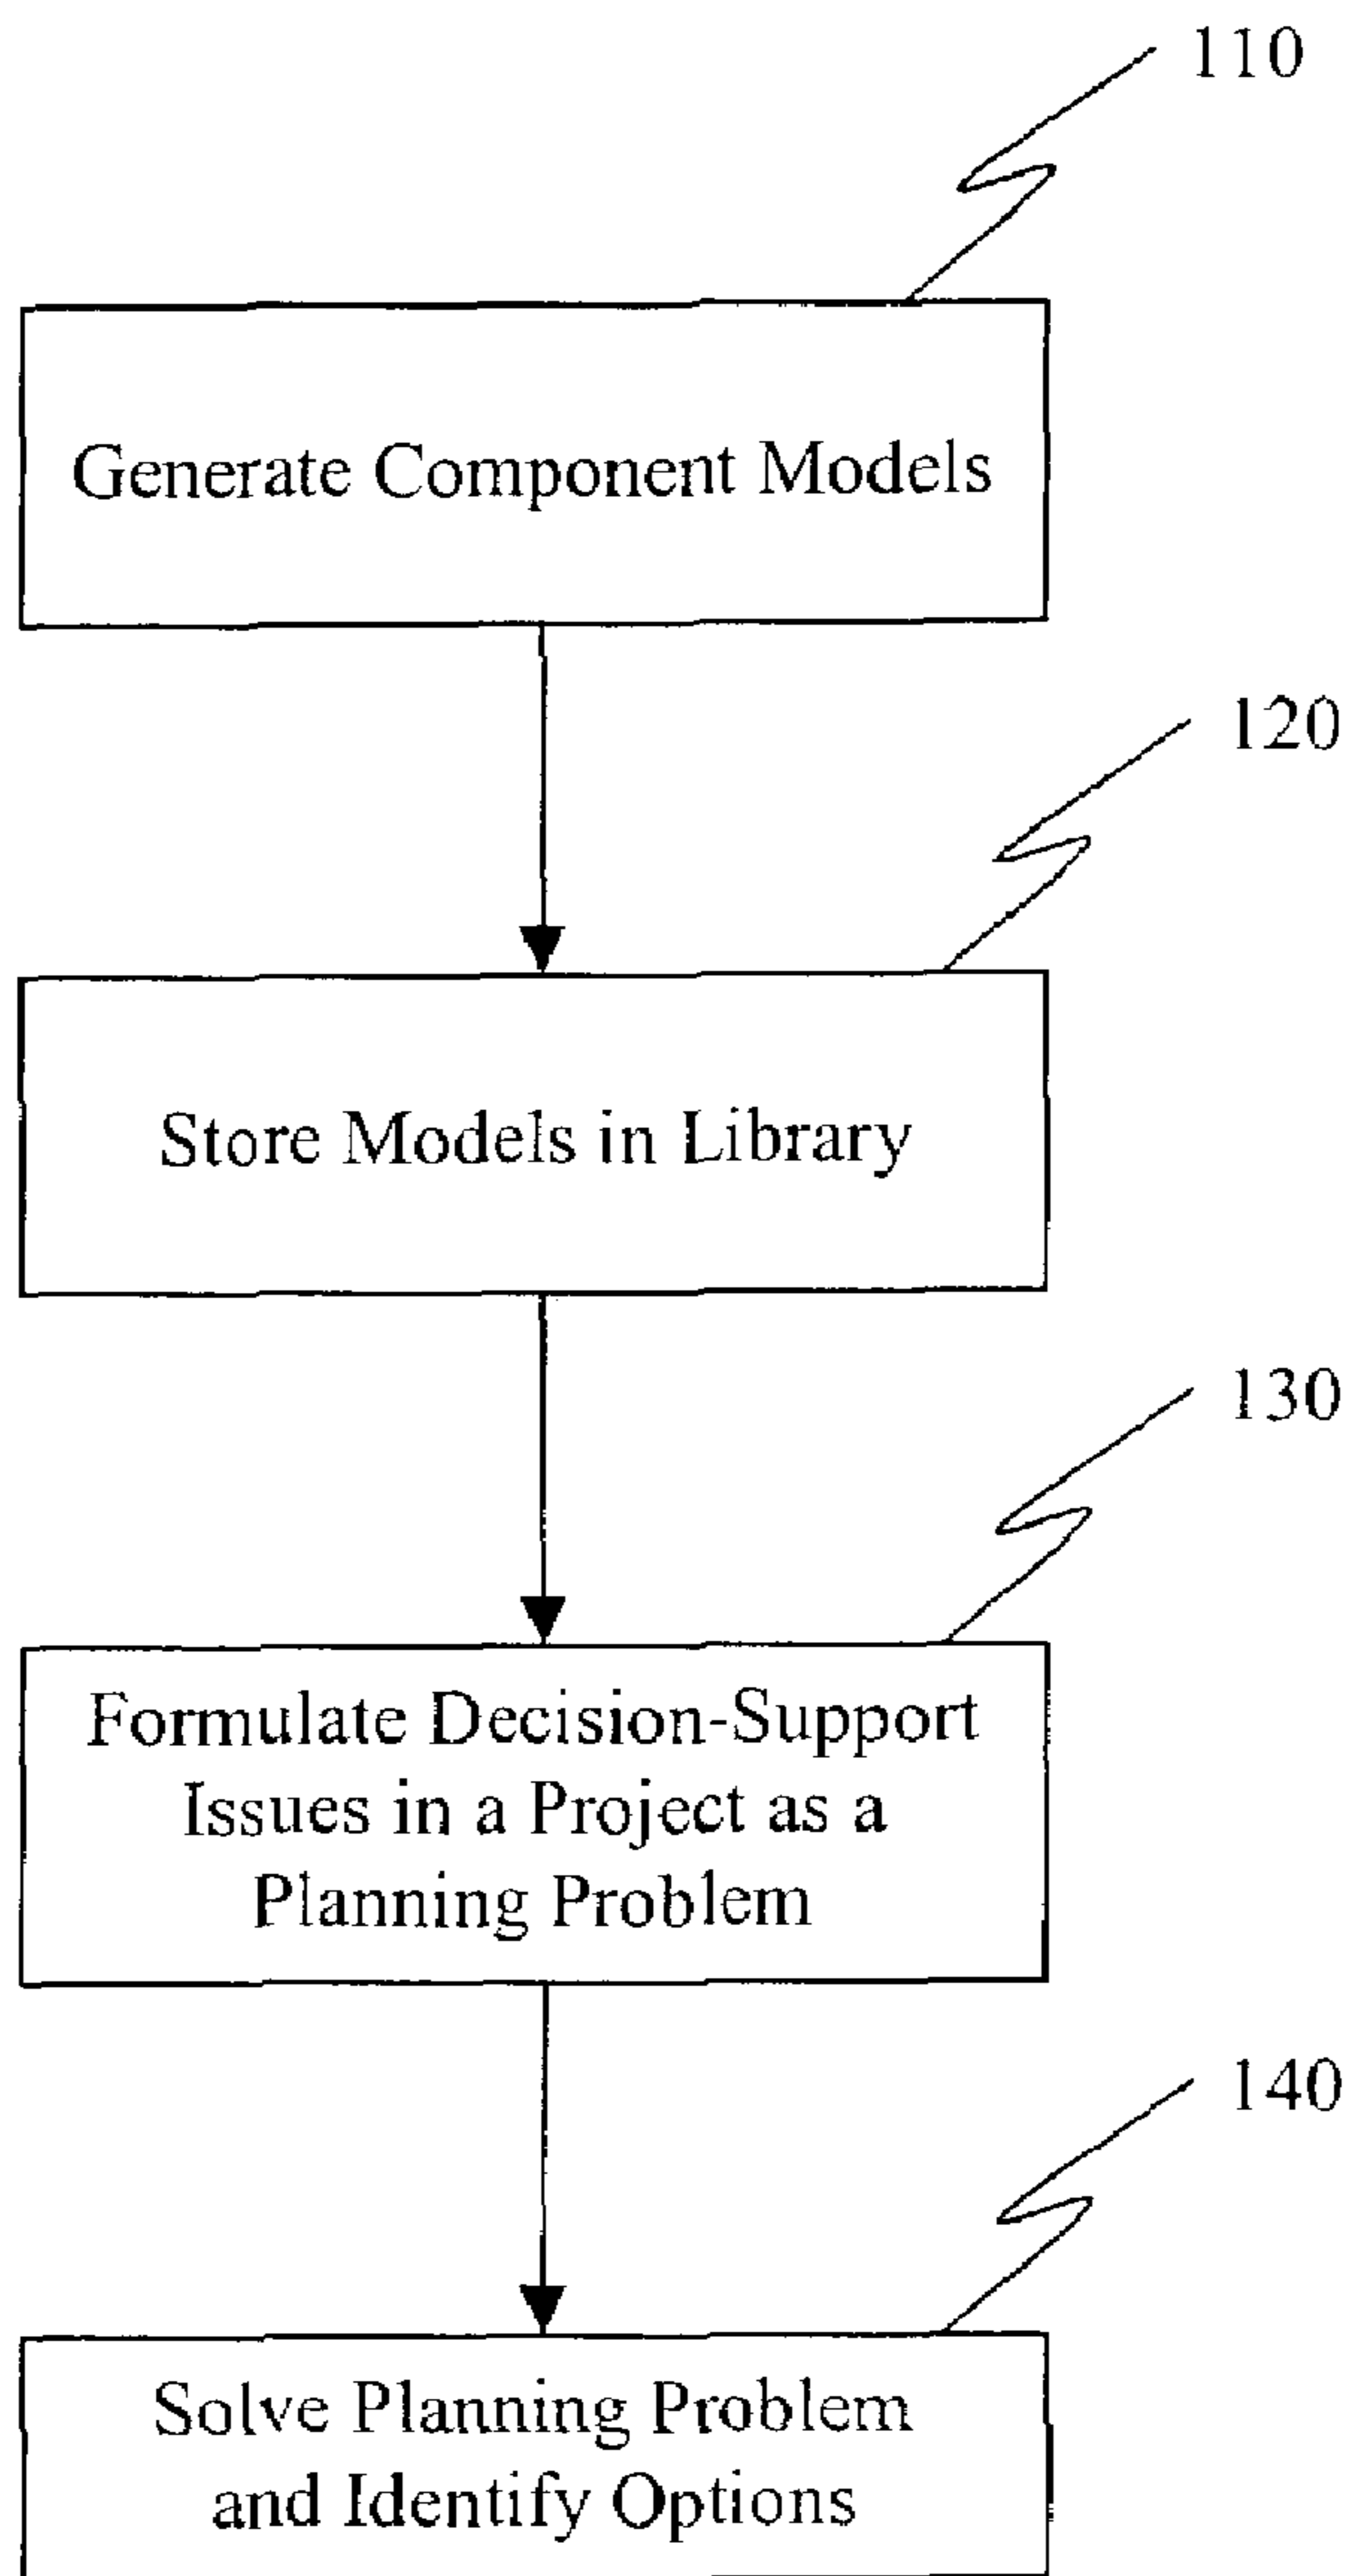 110
Generate Component Models
120
Store Models in Library
130
Formulate Decision-Support
Issues in a Project as a
Planning Problem
140
Solve Planning Problem
and Identify Options